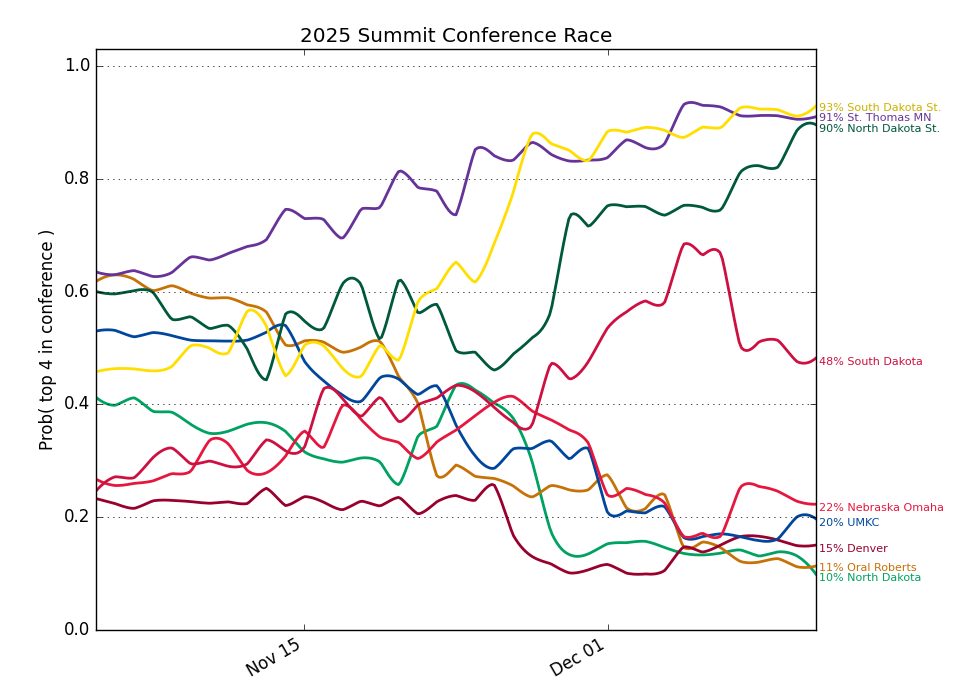 2025 Summit Conference Race
Prob( top 4 in conference )
1.0
0.8
0.6
0.4
0.2
0.0
Nov 15
Dec 01
93% South Dakota St.
91% St. Thomas MN
90% North Dakota St.
48% South Dakota
22% Nebraska Omaha
20% UMKC
15% Denver
11% Oral Roberts
10% North Dakota